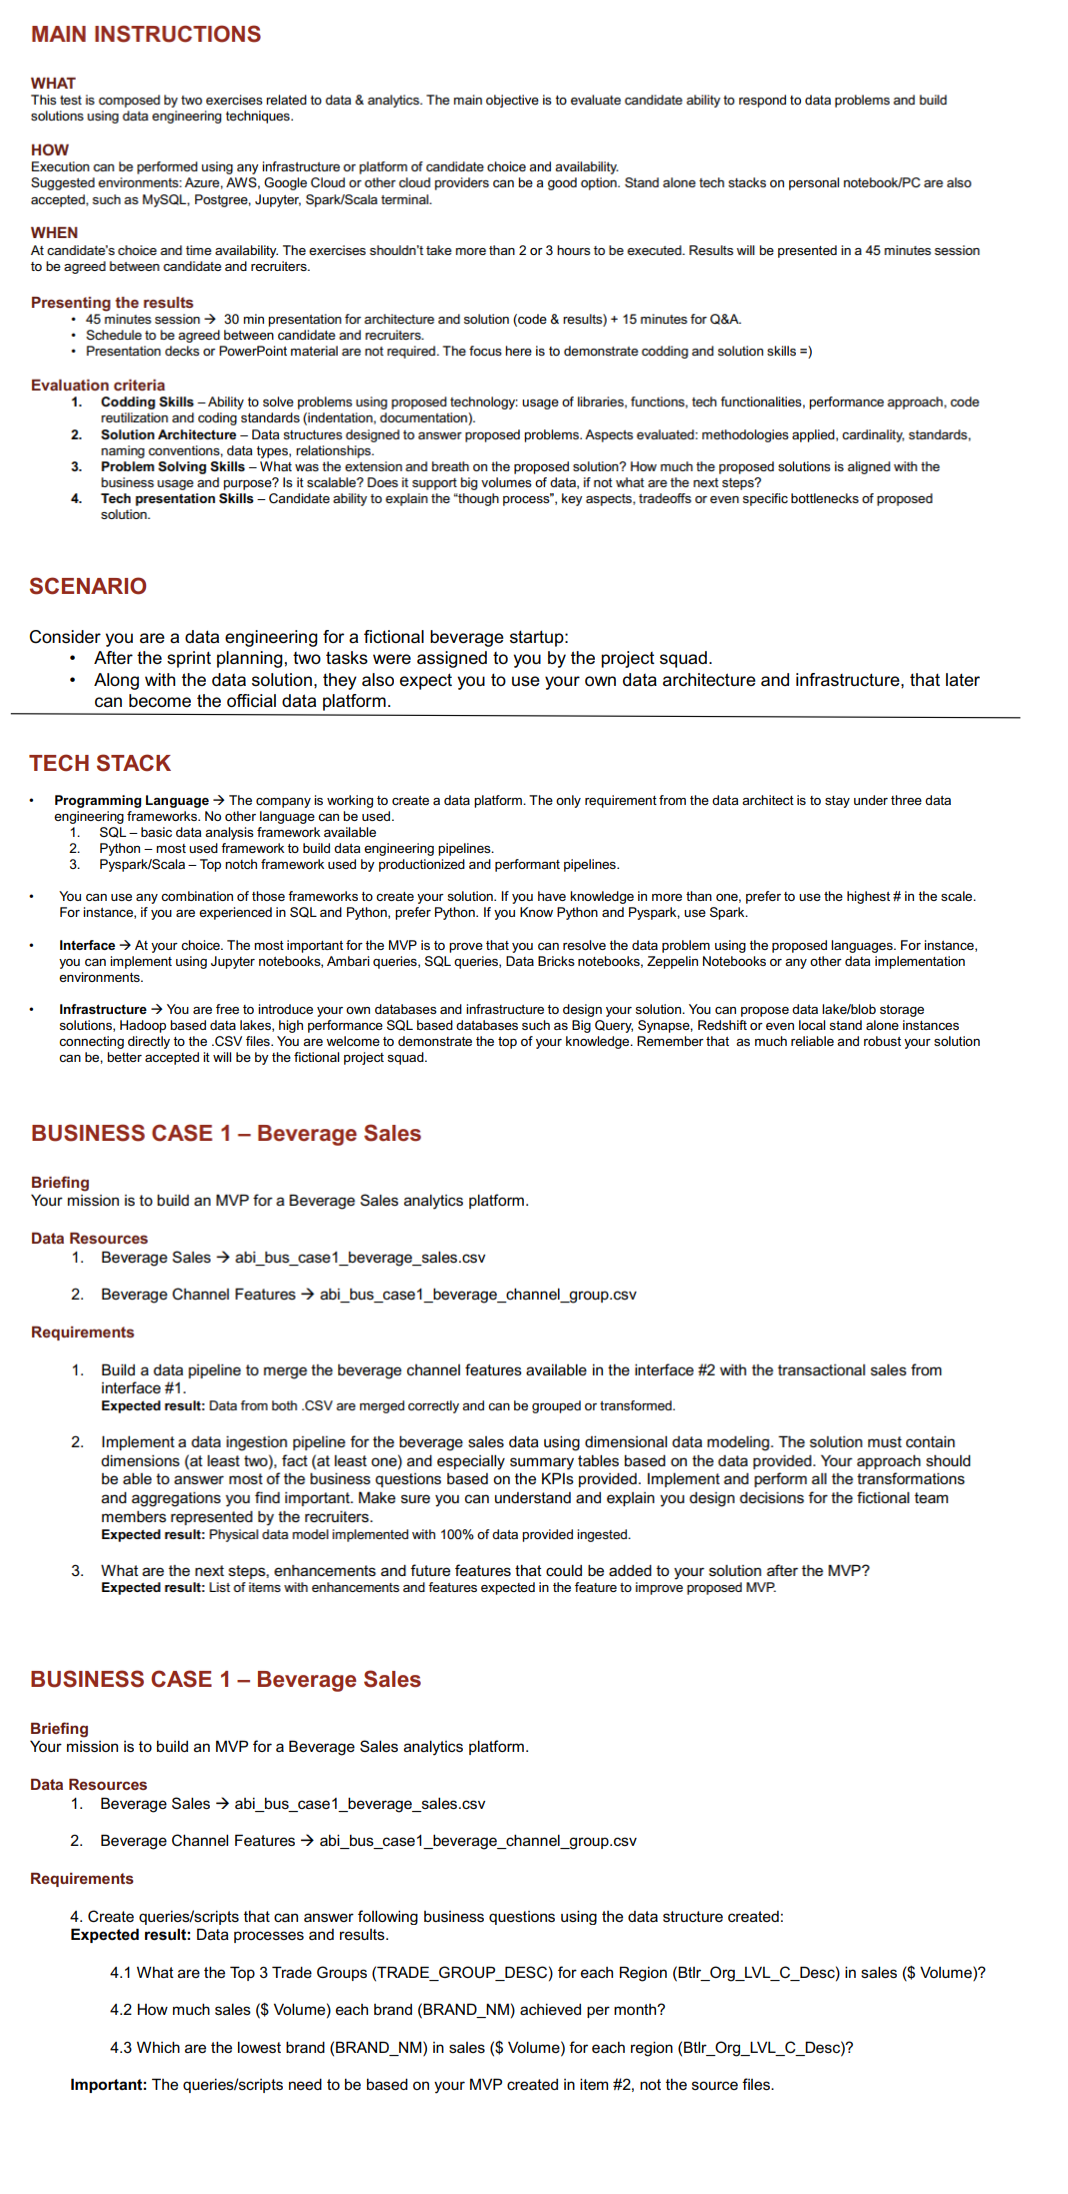 MAIN INSTRUCTIONS
WHAT
This test is composed by two exercises related to data & analytics. The main objective is to evaluate candidate ability to respond to data problems and build
solutions using data engineering techniques.
HOW
Execution can be performed using any infrastructure or platform of candidate choice and availability.
Suggested environments: Azure, AWS, Google Cloud or other cloud providers can be a good option. Stand alone tech stacks on personal notebook/PC are also
accepted, such as MySQL, Postgree, Jupyter, Spark/Scala terminal.
WHEN
At candidate's choice and time availability. The exercises shouldn't take more than 2 or 3 hours to be executed. Results will be presented in a 45 minutes session
to be agreed between candidate and recruiters.
Presenting the results
• 45 minutes session → 30 min presentation for architecture and solution (code & results) + 15 minutes for Q&A.
• Schedule to be agreed between candidate and recruiters.
• Presentation decks or PowerPoint material are not required. The focus here is to demonstrate codding and solution skills =)
Evaluation criteria
1. Codding Skills – Ability to solve problems using proposed technology: usage of libraries, functions, tech functionalities, performance approach, code
reutilization and coding standards (indentation, documentation).
2. Solution Architecture – Data structures designed to answer proposed problems. Aspects evaluated: methodologies applied, cardinality, standards,
naming conventions, data types, relationships.
3. Problem Solving Skills – What was the extension and breath on the proposed solution? How much the proposed solutions is aligned with the
business usage and purpose? Is it scalable? Does it support big volumes of data, if not what are the next steps?
4. Tech presentation Skills – Candidate ability to explain the “though process”, key aspects, tradeoffs or even specific bottlenecks of proposed
solution.
SCENARIO
Consider you are a data engineering for a fictional beverage startup:
• After the sprint planning, two tasks were assigned to you by the project squad.
• Along with the data solution, they also expect you to use your own data architecture and infrastructure, that later
can become the official data platform.
TECH STACK
• Programming Language → The company is working to create a data platform. The only requirement from the data architect is to stay under three data
engineering frameworks. No other language can be used.
1. SQL – basic data analysis framework available
2. Python – most used framework to build data engineering pipelines.
3. Pyspark/Scala – Top notch framework used by productionized and performant pipelines.
• You can use any combination of those frameworks to create your solution. If you have knowledge in more than one, prefer to use the highest # in the scale.
For instance, if you are experienced in SQL and Python, prefer Python. If you Know Python and Pyspark, use Spark.
• Interface → At your choice. The most important for the MVP is to prove that you can resolve the data problem using the proposed languages. For instance,
you can implement using Jupyter notebooks, Ambari queries, SQL queries, Data Bricks notebooks, Zeppelin Notebooks or any other data implementation
environments.
• Infrastructure → You are free to introduce your own databases and infrastructure to design your solution. You can propose data lake/blob storage
solutions, Hadoop based data lakes, high performance SQL based databases such as Big Query, Synapse, Redshift or even local stand alone instances
connecting directly to the .CSV files. You are welcome to demonstrate the top of your knowledge. Remember that as much reliable and robust your solution
can be, better accepted it will be by the fictional project squad.
BUSINESS CASE 1 – Beverage Sales
Briefing
Your mission is to build an MVP for a Beverage Sales analytics platform.
Data Resources
1. Beverage Sales → abi_bus_case1_beverage_sales.csv
2. Beverage Channel Features → abi_bus_case1_beverage_channel_group.csv
Requirements
1. Build a data pipeline to merge the beverage channel features available in the interface #2 with the transactional sales from
interface #1.
Expected result: Data from both .CSV are merged correctly and can be grouped or transformed.
2. Implement a data ingestion pipeline for the beverage sales data using dimensional data modeling. The solution must contain
dimensions (at least two), fact (at least one) and especially summary tables based on the data provided. Your approach should
be able to answer most of the business questions based on the KPIs provided. Implement and perform all the transformations
and aggregations you find important. Make sure you can understand and explain you design decisions for the fictional team
members represented by the recruiters.
Expected result: Physical data model implemented with 100% of data provided ingested.
3. What are the next steps, enhancements and future features that could be added to your solution after the MVP?
Expected result: List of items with enhancements and features expected in the feature to improve proposed MVP.
BUSINESS CASE 1 – Beverage Sales
Briefing
Your mission is to build an MVP for a Beverage Sales analytics platform.
Data Resources
1. Beverage Sales → abi_bus_case1_beverage_sales.csv
2. Beverage Channel Features → abi_bus_case1_beverage_channel_group.csv
Requirements
4. Create queries/scripts that can answer following business questions using the data structure created:
Expected result: Data processes and results.
4.1 What are the Top 3 Trade Groups (TRADE_GROUP_DESC) for each Region (Btlr_Org_LVL_C_Desc) in sales ($ Volume)?
4.2 How much sales ($ Volume) each brand (BRAND_NM) achieved per month?
4.3 Which are the lowest brand (BRAND_NM) in sales ($ Volume) for each region (Btlr_Org_LVL_C_Desc)?
Important: The queries/scripts need to be based on your MVP created in item #2, not the source files.